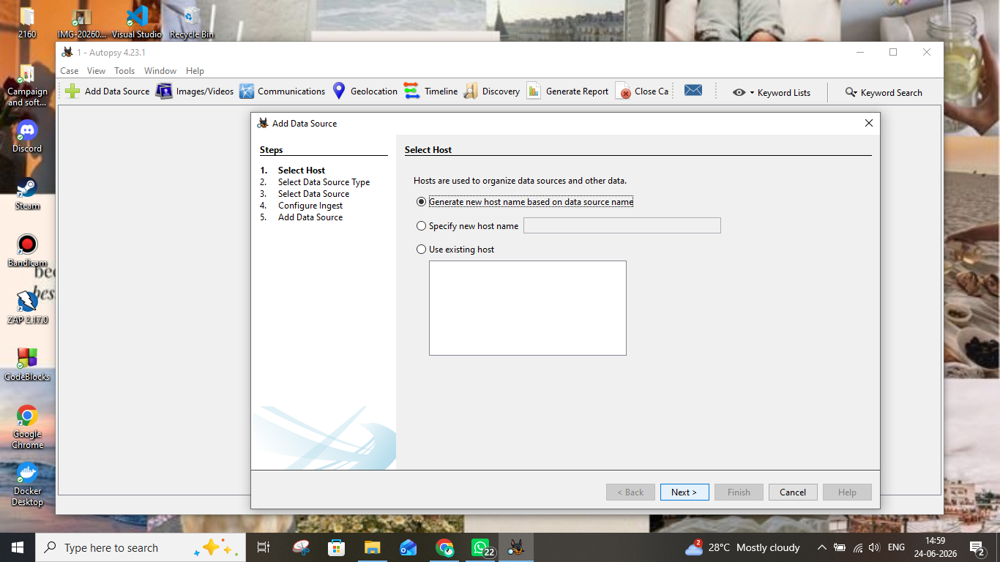 2160
IMG-20260...
Visual Studio
Recycle Bin
Campaign
and soft...
Discord
Steam
Bandicam
bec
best
ZAP 2.17.0
CodeBlocks
Google
Chrome
Docker
Desktop
1 - Autopsy 4.23.1
Case View Tools Window Help
Add Data Source Images/Videos Communications Geolocation Timeline Discovery Generate Report Close Ca Keyword Lists Keyword Search
Add Data Source
Steps
1. Select Host
2. Select Data Source Type
3. Select Data Source
4. Configure Ingest
5. Add Data Source
Select Host
Hosts are used to organize data sources and other data.
Generate new host name based on data source name
Specify new host name
Use existing host
< Back Next > Finish Cancel Help
Type here to search
22
2
28°C Mostly cloudy
ENG
14:59
24-06-2026
2